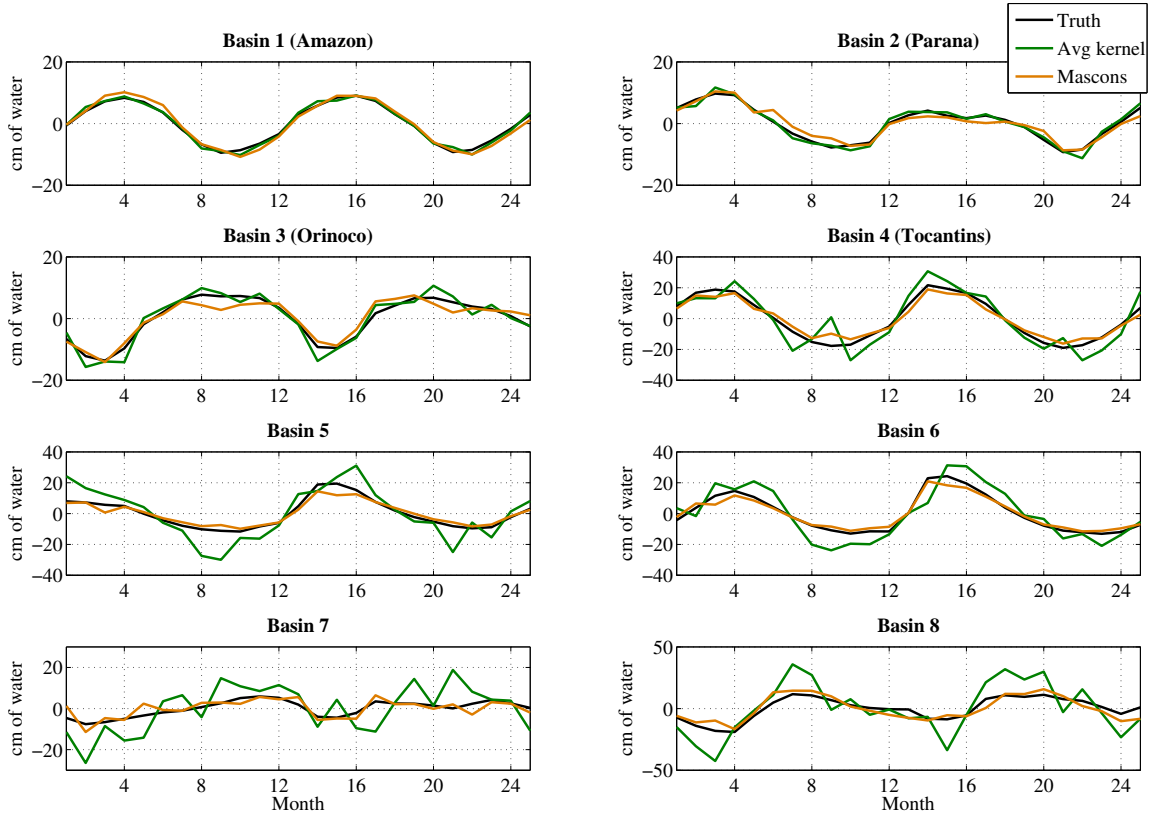 Truth
Avg kernel
Mascons
Basin 1 (Amazon)
20
0
−20
cm of water
4 8 12 16 20 24
Basin 2 (Parana)
20
0
−20
cm of water
4 8 12 16 20 24
Basin 3 (Orinoco)
20
0
−20
cm of water
4 8 12 16 20 24
Basin 4 (Tocantins)
40
20
0
−20
−40
cm of water
4 8 12 16 20 24
Basin 5
40
20
0
−20
−40
cm of water
4 8 12 16 20 24
Basin 6
40
20
0
−20
−40
cm of water
4 8 12 16 20 24
Basin 7
20
0
−20
cm of water
4 8 12 16 20 24
Month
Basin 8
50
0
−50
cm of water
4 8 12 16 20 24
Month